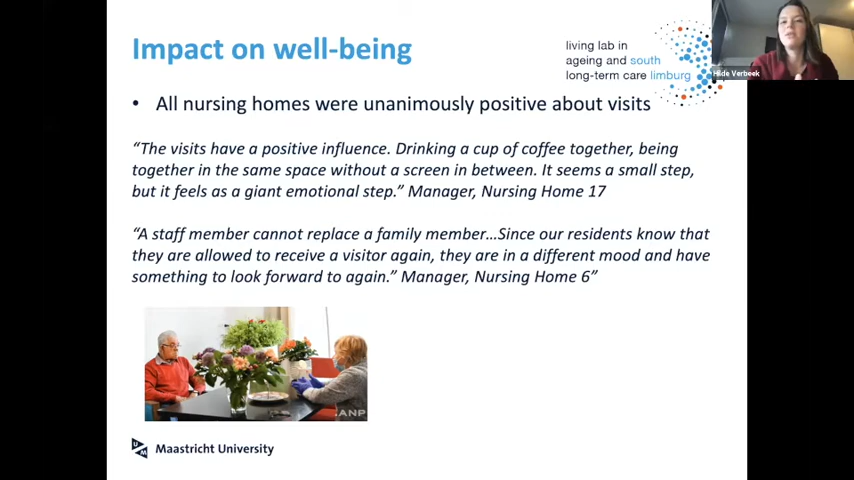 Impact on well-being
living lab in
ageing and south
long-term care limburg
Hilde Verbeek
• All nursing homes were unanimously positive about visits
“The visits have a positive influence. Drinking a cup of coffee together, being
together in the same space without a screen in between. It seems a small step,
but it feels as a giant emotional step.” Manager, Nursing Home 17
“A staff member cannot replace a family member…Since our residents know that
they are allowed to receive a visitor again, they are in a different mood and have
something to look forward to again.” Manager, Nursing Home 6”
ANP
Maastricht University